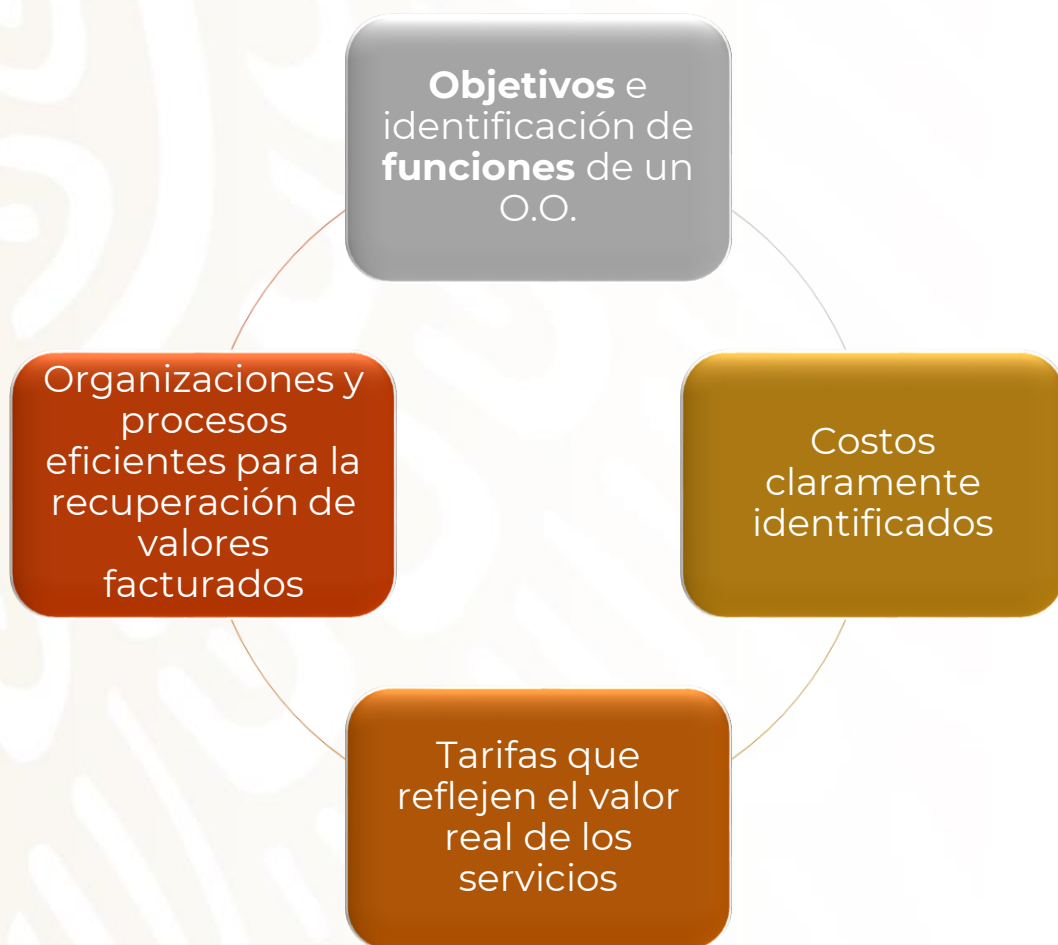 Objetivos e
identificación de
funciones de un
O.O.
Costos
claramente
identificados
Tarifas que
reflejen el valor
real de los
servicios
Organizaciones y
procesos
eficientes para la
recuperación de
valores
facturados